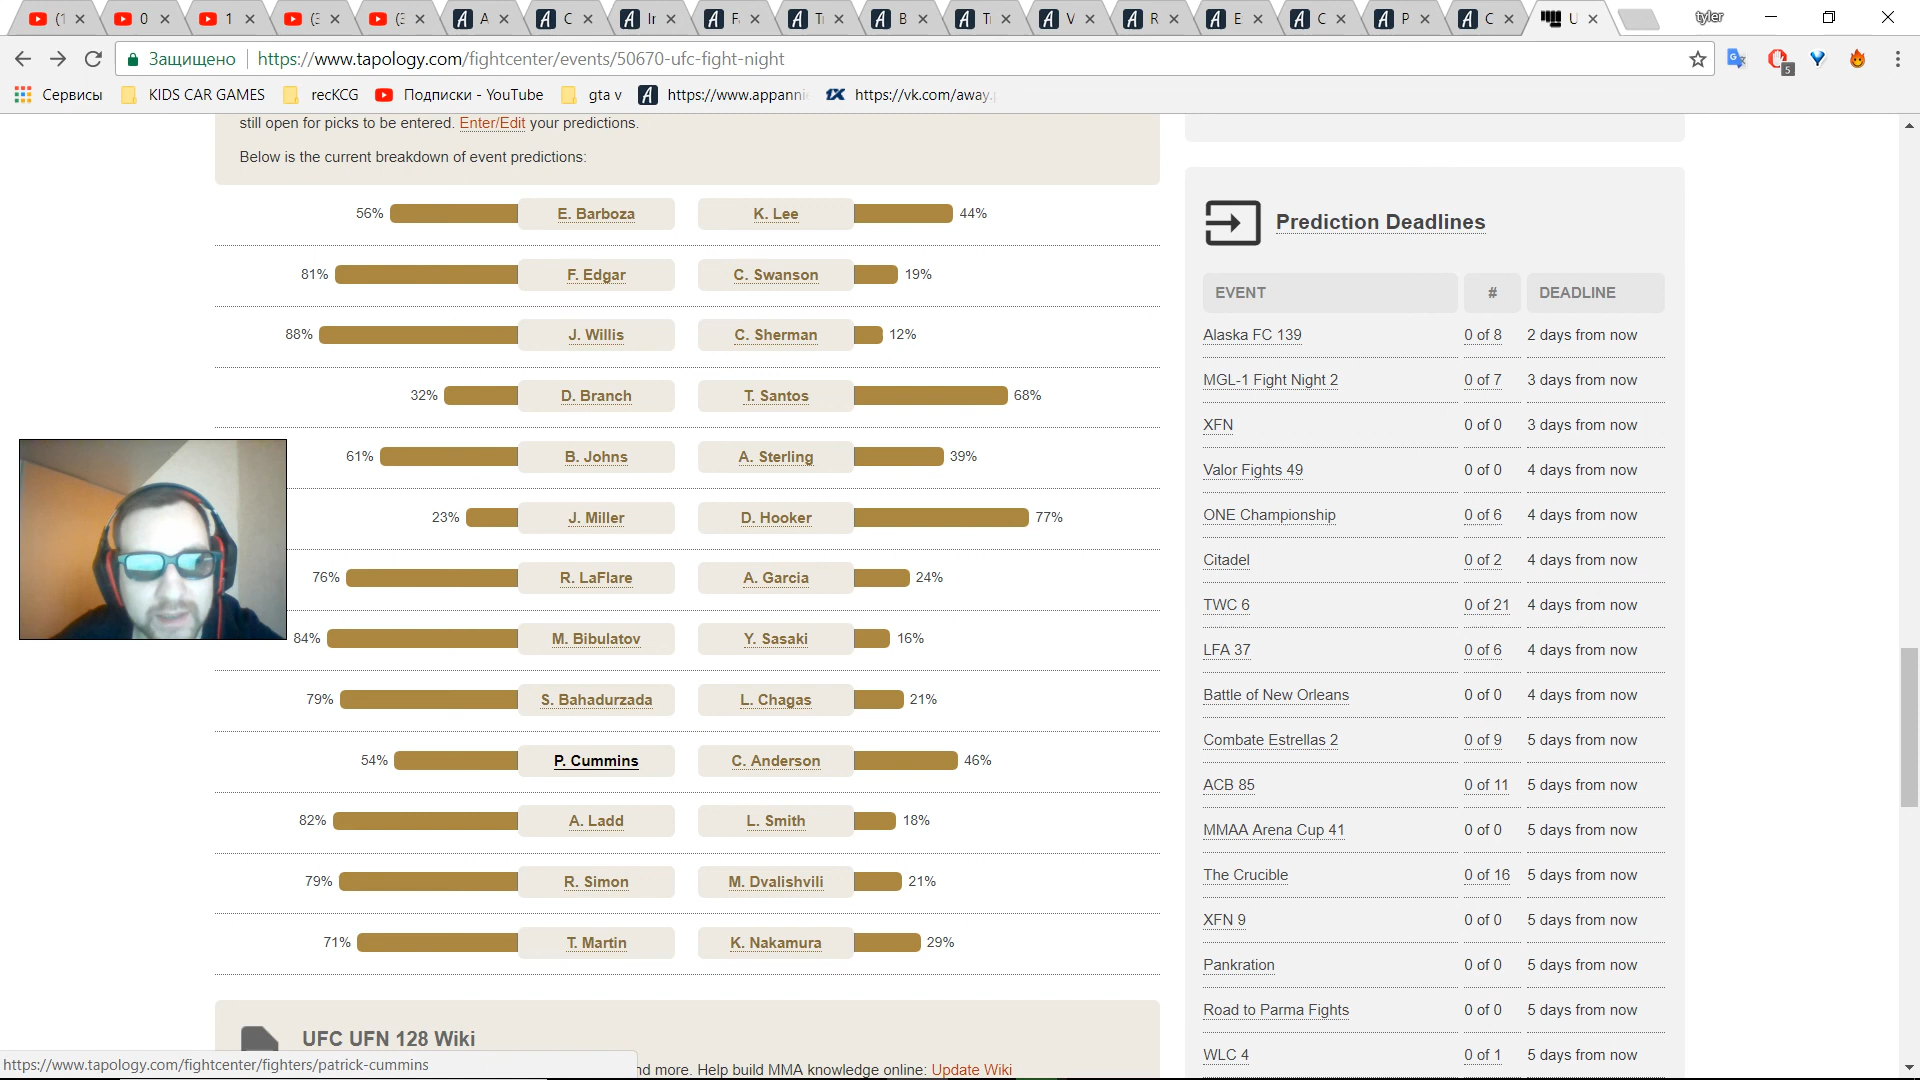 (1
0
1
(3
(3
A
C
Ir
F
Ti
B
Ti
V
R
E
C
P
C
U
tyler
Защищено
https://www.tapology.com/fightcenter/events/50670-ufc-fight-night
5
Сервисы
KIDS CAR GAMES
recKCG
Подписки - YouTube
gta v
https://www.appanni
https://vk.com/away.
still open for picks to be entered. Enter/Edit your predictions.
Below is the current breakdown of event predictions:
56% E. Barboza K. Lee 44%
81% F. Edgar C. Swanson 19%
88% J. Willis C. Sherman 12%
32% D. Branch T. Santos 68%
61% B. Johns A. Sterling 39%
23% J. Miller D. Hooker 77%
76% R. LaFlare A. Garcia 24%
84% M. Bibulatov Y. Sasaki 16%
79% S. Bahadurzada L. Chagas 21%
54% P. Cummins C. Anderson 46%
82% A. Ladd L. Smith 18%
79% R. Simon M. Dvalishvili 21%
71% T. Martin K. Nakamura 29%
UFC UFN 128 Wiki
nd more. Help build MMA knowledge online: Update Wiki
Prediction Deadlines
EVENT # DEADLINE
Alaska FC 139 0 of 8 2 days from now
MGL-1 Fight Night 2 0 of 7 3 days from now
XFN 0 of 0 3 days from now
Valor Fights 49 0 of 0 4 days from now
ONE Championship 0 of 6 4 days from now
Citadel 0 of 2 4 days from now
TWC 6 0 of 21 4 days from now
LFA 37 0 of 6 4 days from now
Battle of New Orleans 0 of 0 4 days from now
Combate Estrellas 2 0 of 9 5 days from now
ACB 85 0 of 11 5 days from now
MMAA Arena Cup 41 0 of 0 5 days from now
The Crucible 0 of 16 5 days from now
XFN 9 0 of 0 5 days from now
Pankration 0 of 0 5 days from now
Road to Parma Fights 0 of 0 5 days from now
WLC 4 0 of 1 5 days from now
https://www.tapology.com/fightcenter/fighters/patrick-cummins